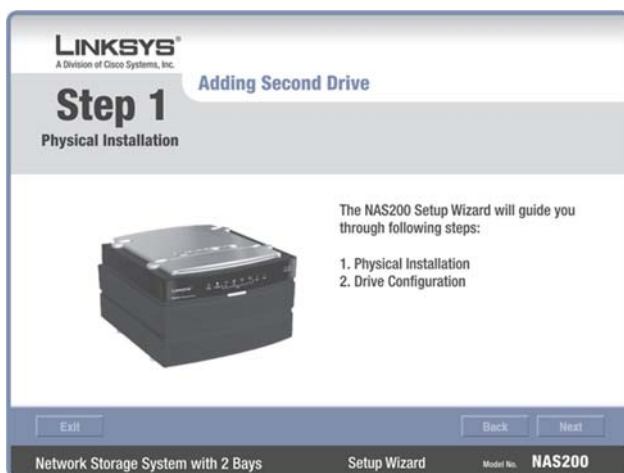 LINKSYS®
A Division of Cisco Systems, Inc.
Adding Second Drive
Step 1
Physical Installation
The NAS200 Setup Wizard will guide you
through following steps:
1. Physical Installation
2. Drive Configuration
LINKSYS
Exit
Back
Next
Network Storage System with 2 Bays
Setup Wizard
Model No.
NAS200